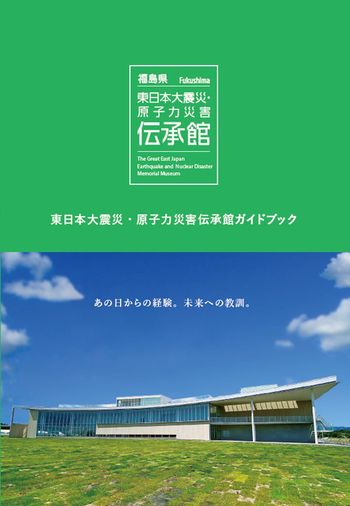 福島県 Fukushima
東日本大震災・
原子力災害
伝承館
The Great East Japan
Earthquake and Nuclear Disaster
Memorial Museum
東日本大震災・原子力災害伝承館ガイドブック
あの日からの経験。未来への教訓。